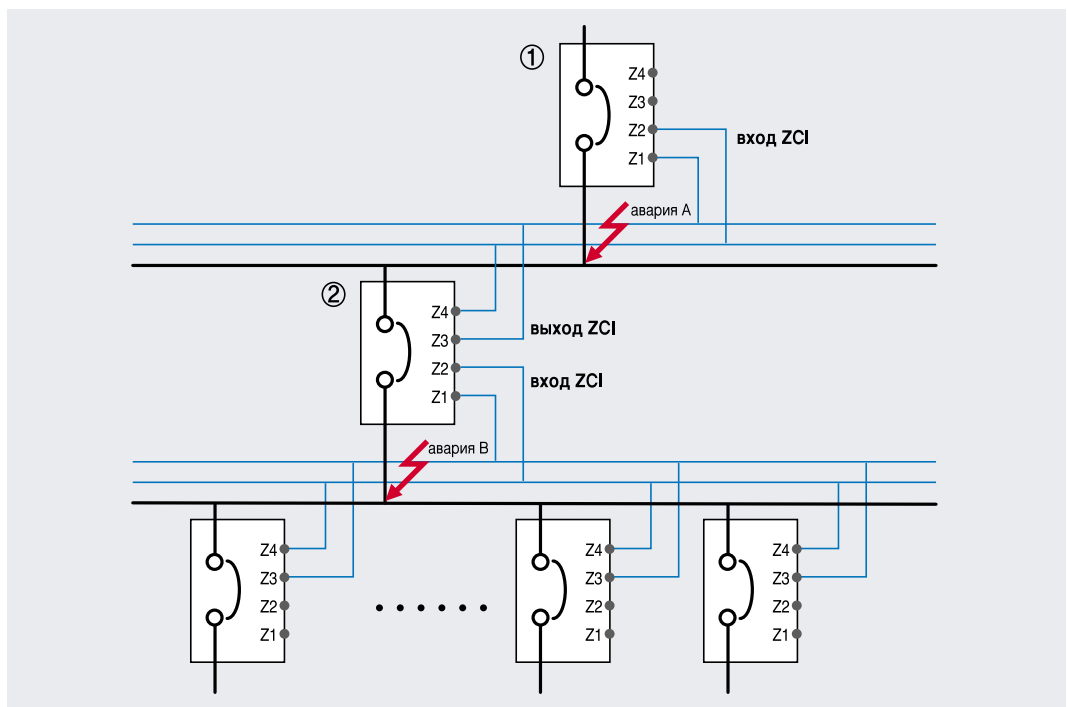 ①
Z4
Z3
Z2
Z1
вход ZCI
авария А
②
Z4
Z3
Z2
Z1
выход ZCI
вход ZCI
авария В
Z4
Z3
Z2
Z1
Z4
Z3
Z2
Z1
Z4
Z3
Z2
Z1